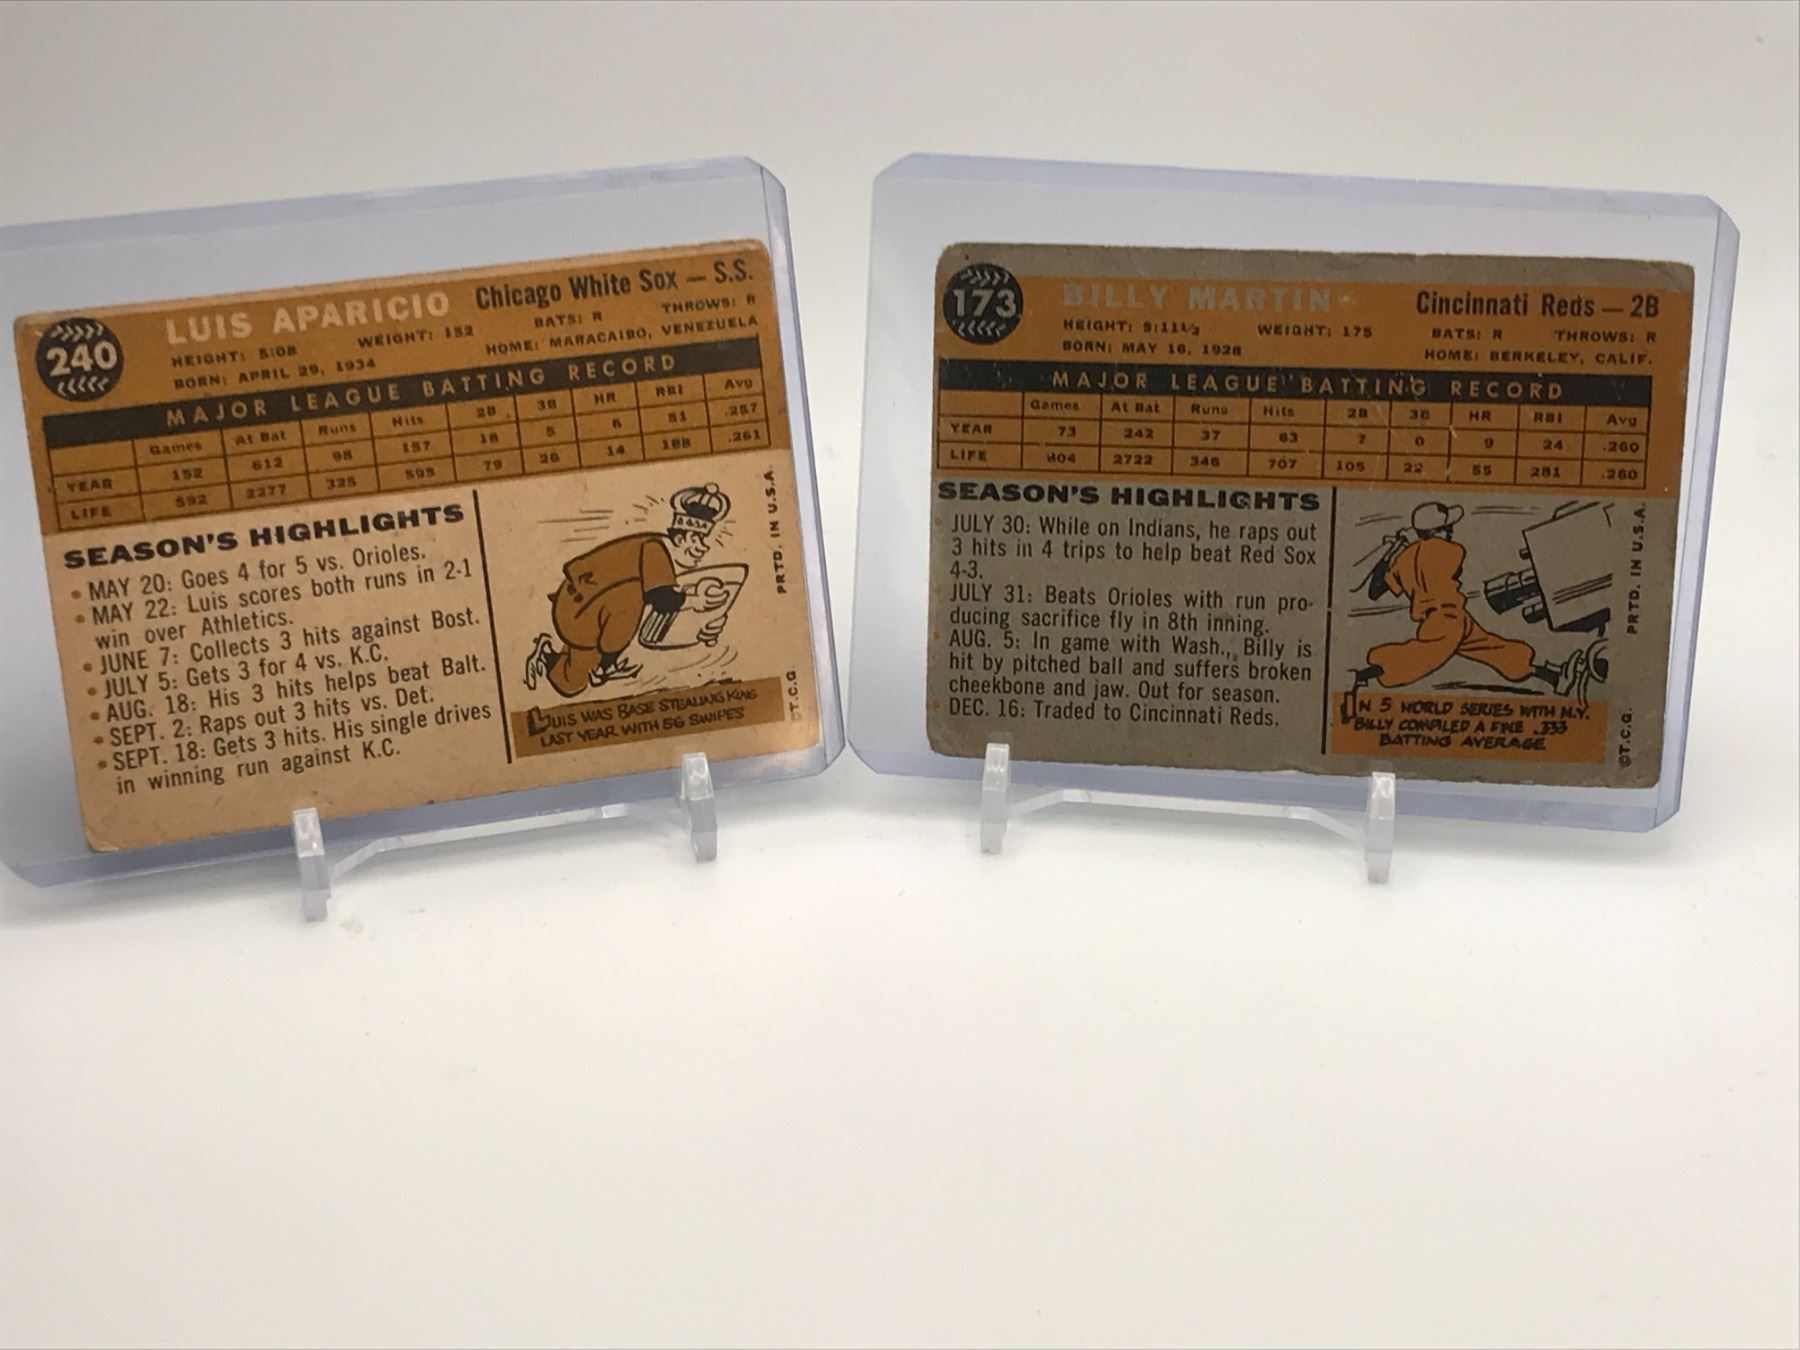 240
LUIS APARICIO
Chicago White Sox — S.S.
HEIGHT: 5:08
WEIGHT: 152
BATS: R
THROWS: R
BORN: APRIL 29, 1934
HOME: MARACAIBO, VENEZUELA
MAJOR LEAGUE BATTING RECORD
Games At Bat Runs Hits 2B 3B HR RBI Avg
YEAR 152 612 98 157 18 5 6 51 .257
LIFE 592 2277 325 595 79 26 14 188 .261
SEASON'S HIGHLIGHTS
• MAY 20: Goes 4 for 5 vs. Orioles.
• MAY 22: Luis scores both runs in 2-1
win over Athletics.
• JUNE 7: Collects 3 hits against Bost.
• JULY 5: Gets 3 for 4 vs. K.C.
• AUG. 18: His 3 hits helps beat Balt.
• SEPT. 2: Raps out 3 hits vs. Det.
• SEPT. 18: Gets 3 hits. His single drives
in winning run against K.C.
LUIS WAS BASE STEALING KING
LAST YEAR WITH 56 SWIPES
©T.C.G. PRTD. IN U.S.A.
173
BILLY MARTIN
Cincinnati Reds — 2B
HEIGHT: 5:11½
WEIGHT: 175
BATS: R
THROWS: R
BORN: MAY 16, 1928
HOME: BERKELEY, CALIF.
MAJOR LEAGUE BATTING RECORD
Games At Bat Runs Hits 2B 3B HR RBI Avg
YEAR 73 242 37 63 7 0 9 24 .260
LIFE 804 2722 346 707 105 22 55 281 .260
SEASON'S HIGHLIGHTS
• JULY 30: While on Indians, he raps out
3 hits in 4 trips to help beat Red Sox
4-3.
• JULY 31: Beats Orioles with run pro-
ducing sacrifice fly in 8th inning.
• AUG. 5: In game with Wash., Billy is
hit by pitched ball and suffers broken
cheekbone and jaw. Out for season.
• DEC. 16: Traded to Cincinnati Reds.
IN 5 WORLD SERIES WITH N.Y.
BILLY COMPILED A FINE .333
BATTING AVERAGE
©T.C.G. PRTD. IN U.S.A.